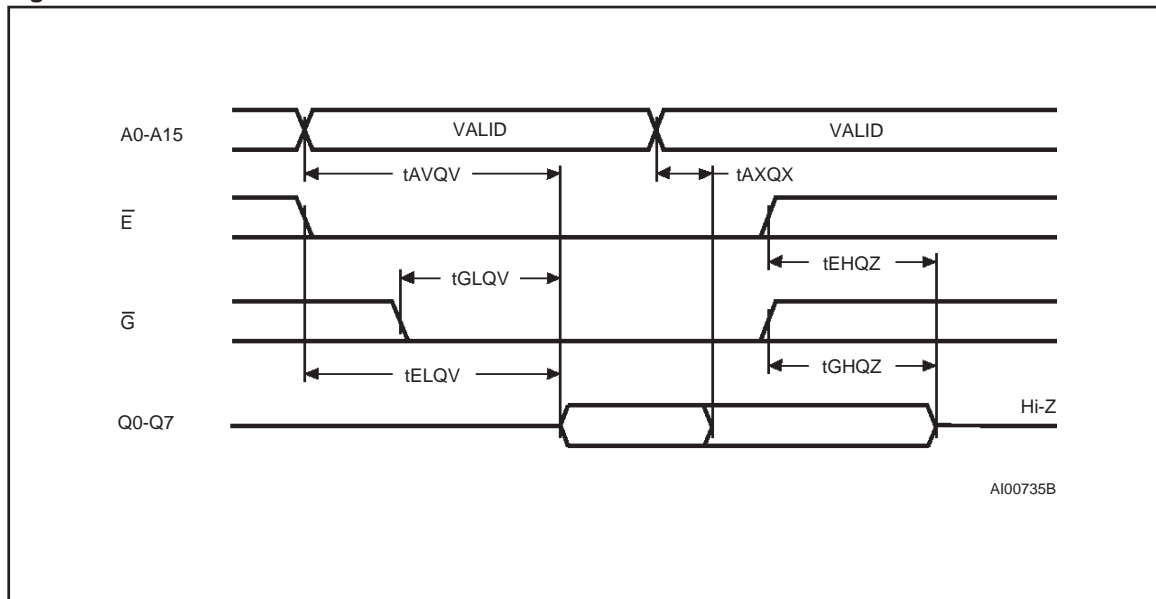 A0-A15
VALID
VALID
tAVQV
tAXQX
E̅
tEHQZ
tGLQV
G̅
tGHQZ
tELQV
Q0-Q7
Hi-Z
AI00735B